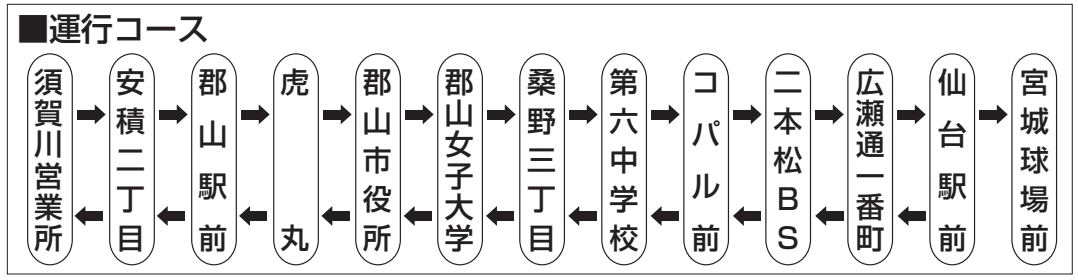 ■運行コース
須賀川営業所
安積二丁目
郡山駅前
虎丸
郡山市役所
郡山女子大学
桑野三丁目
第六中学校
コパル前
二本松BS
広瀬通一番町
仙台駅前
宮城球場前